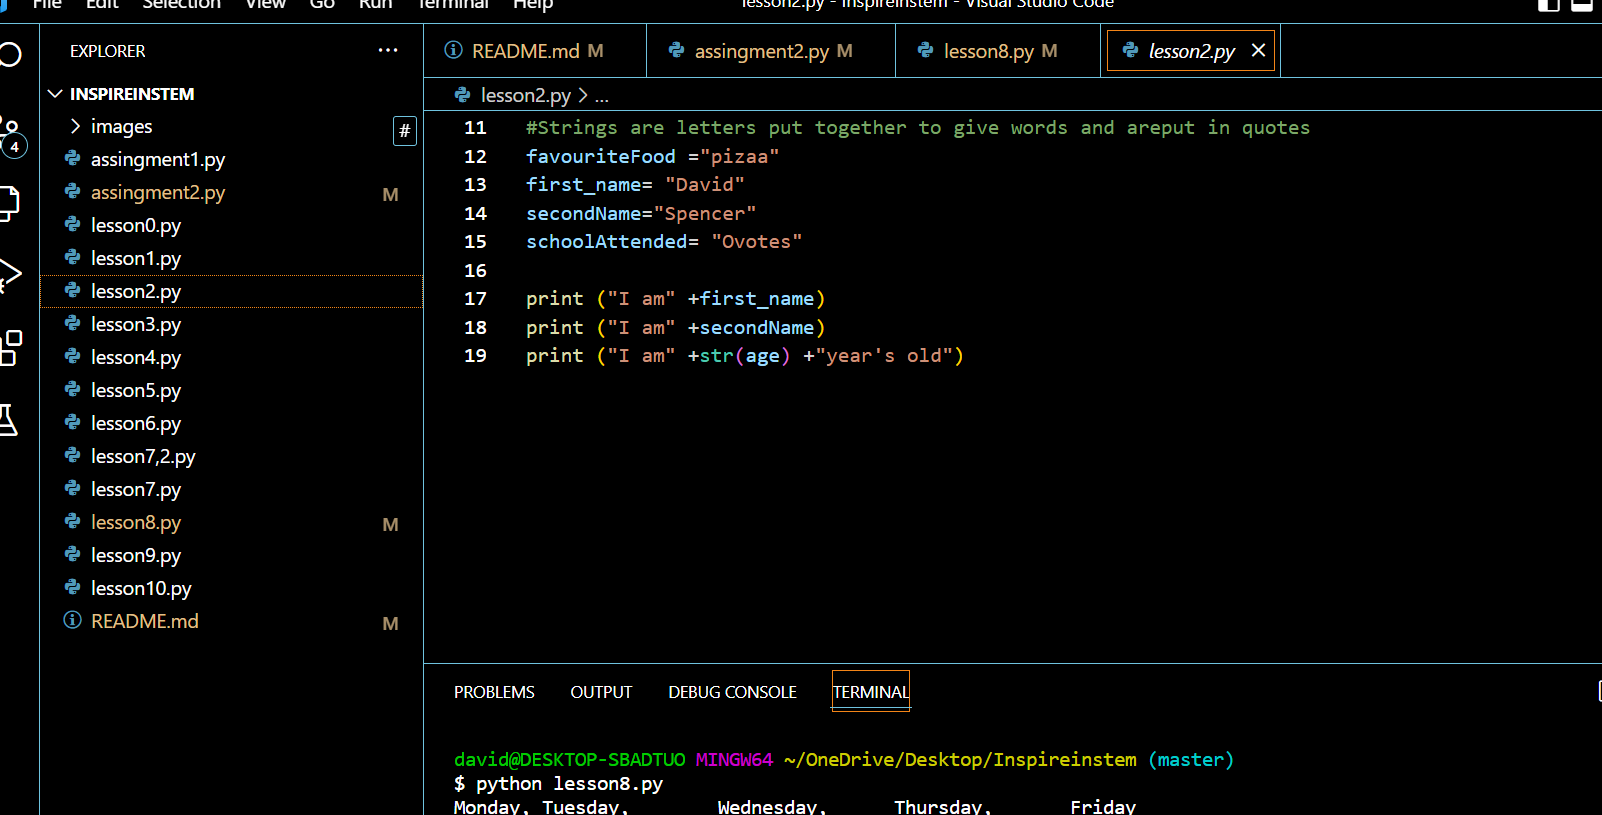 File Edit Selection View Go Run Terminal Help
lesson2.py - Inspireinstem - Visual Studio Code
EXPLORER ...
INSPIREINSTEM
images
#
assingment1.py
assingment2.py M
lesson0.py
lesson1.py
lesson2.py
lesson3.py
lesson4.py
lesson5.py
lesson6.py
lesson7,2.py
lesson7.py
lesson8.py M
lesson9.py
lesson10.py
README.md M
4
README.md M
assingment2.py M
lesson8.py M
lesson2.py
lesson2.py > ...
11 #Strings are letters put together to give words and areput in quotes
12 favouriteFood ="pizaa"
13 first_name= "David"
14 secondName="Spencer"
15 schoolAttended= "Ovotes"
16
17 print ("I am" +first_name)
18 print ("I am" +secondName)
19 print ("I am" +str(age) +"year's old")
PROBLEMS OUTPUT DEBUG CONSOLE TERMINAL
david@DESKTOP-SBADTUO MINGW64 ~/OneDrive/Desktop/Inspireinstem (master)
$ python lesson8.py
Monday, Tuesday, Wednesday, Thursday, Friday